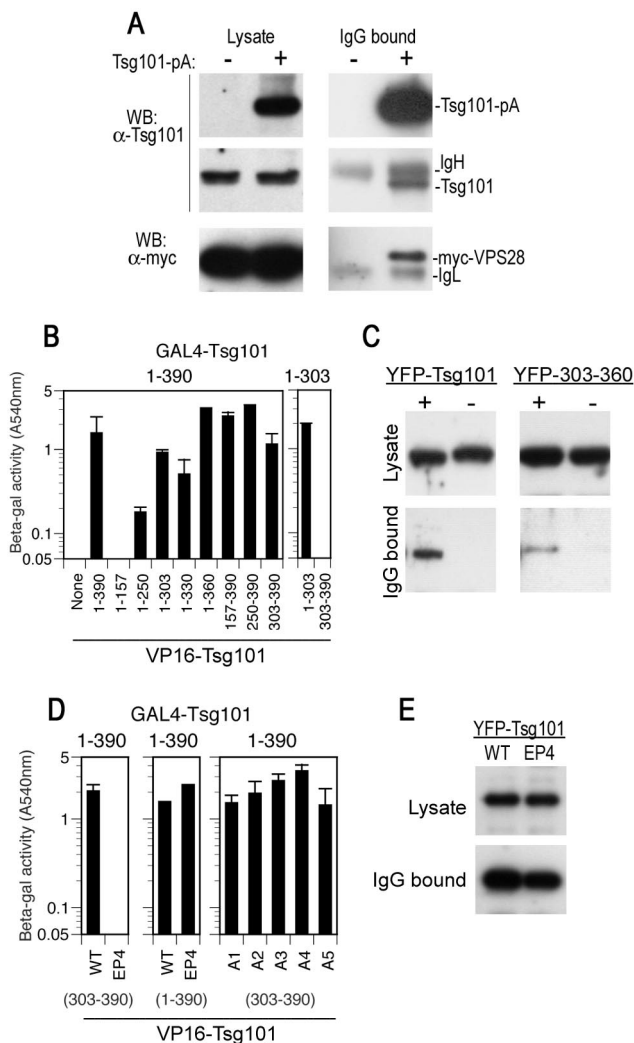 A
Lysate IgG bound
Tsg101-pA: - + - +
WB:
α-Tsg101
-Tsg101-pA
-IgH
-Tsg101
WB:
α-myc
-myc-VPS28
-IgL
B
GAL4-Tsg101
1-390 1-303
Beta-gal activity (A540nm)
5
1
0.1
0.05
None 1-390 1-157 1-250 1-303 1-330 1-360 157-390 250-390 303-390 1-303 303-390
VP16-Tsg101
C
YFP-Tsg101 YFP-303-360
+ - + -
Lysate
IgG bound
D
GAL4-Tsg101
1-390 1-390 1-390
Beta-gal activity (A540nm)
5
1
0.1
0.05
WT EP4 WT EP4 A1 A2 A3 A4 A5
(303-390) (1-390) (303-390)
VP16-Tsg101
E
YFP-Tsg101
WT EP4
Lysate
IgG bound